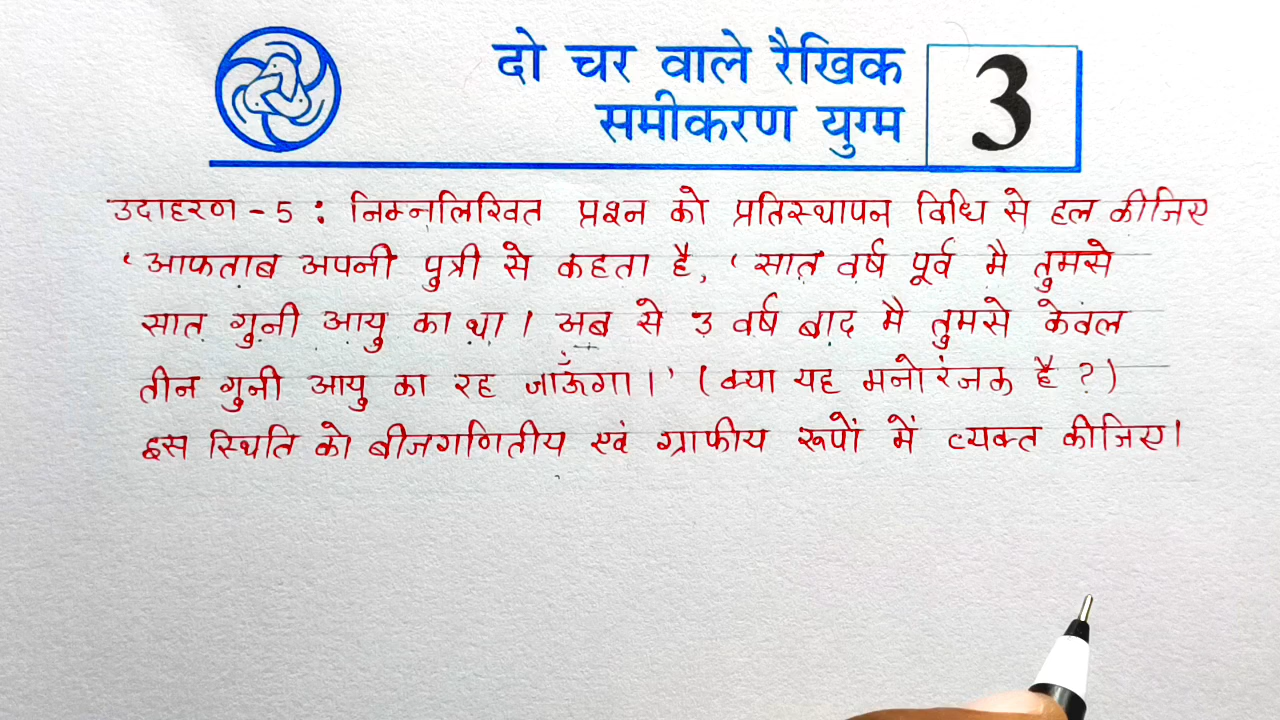 दो चर वाले रैखिक
समीकरण युग्म
3
उदाहरण - 5 : निम्नलिखित प्रश्न को प्रतिस्थापन विधि से हल कीजिए
‘आफताब अपनी पुत्री से कहता है, ‘सात वर्ष पूर्व मै तुमसे
सात गुनी आयु का था । अब से 3 वर्ष बाद मै तुमसे केवल
तीन गुनी आयु का रह जाऊँगा।’ (क्या यह मनोरंजक है ?)
इस स्थिति को बीजगणितीय एवं ग्राफीय रूपों में व्यक्त कीजिए।